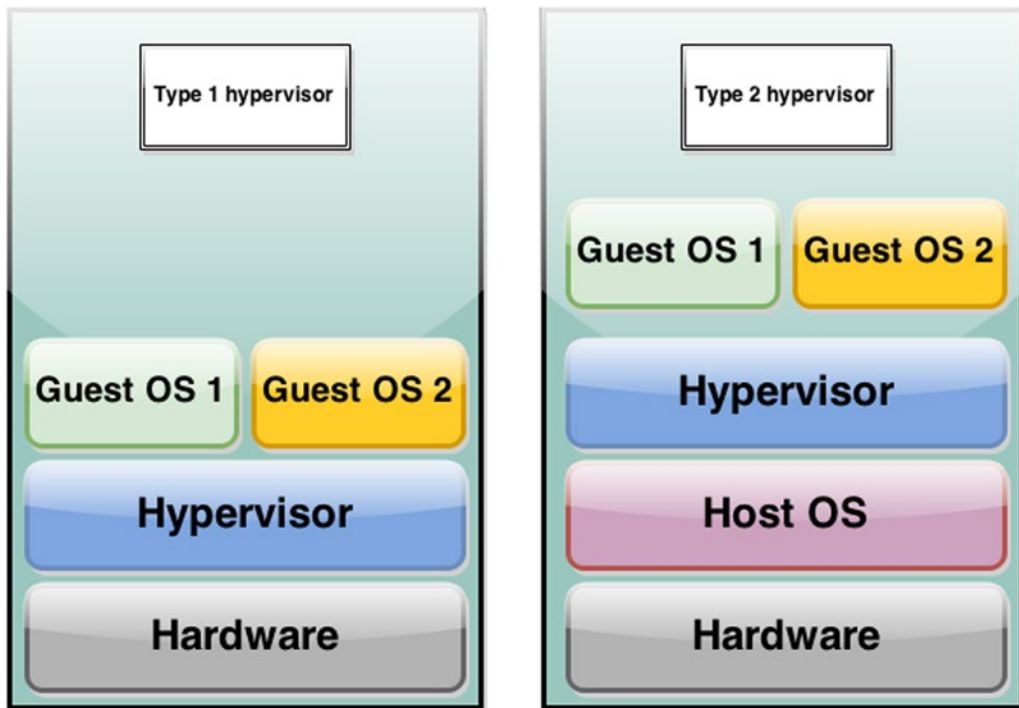 Type 1 hypervisor
Guest OS 1
Guest OS 2
Hypervisor
Hardware
Type 2 hypervisor
Guest OS 1
Guest OS 2
Hypervisor
Host OS
Hardware